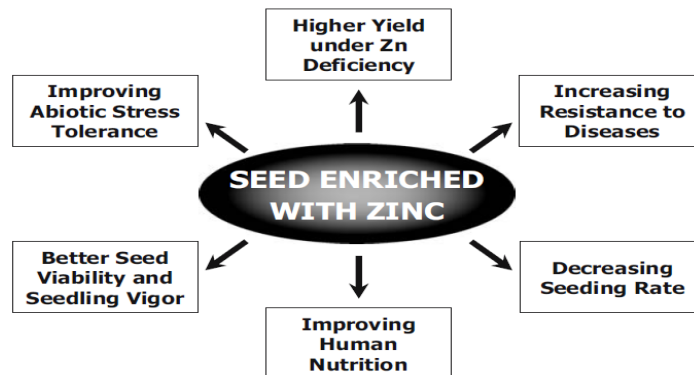 Higher Yield
under Zn
Deficiency
Improving
Abiotic Stress
Tolerance
Increasing
Resistance to
Diseases
SEED ENRICHED
WITH ZINC
Better Seed
Viability and
Seedling Vigor
Decreasing
Seeding Rate
Improving
Human
Nutrition